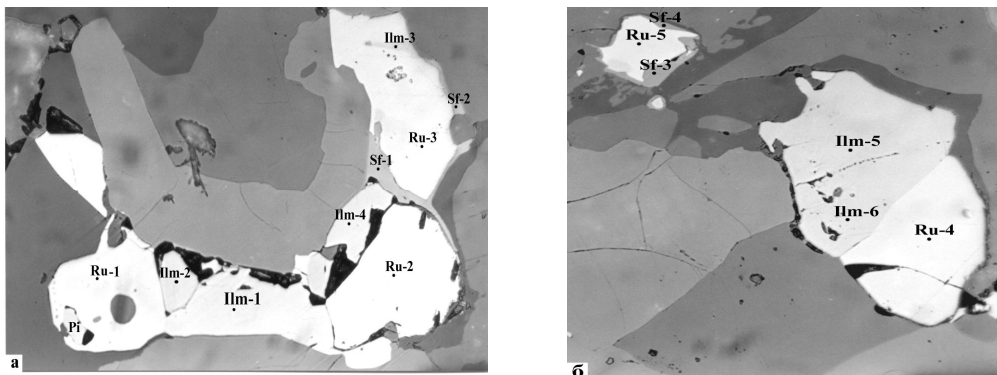 Ilm-3
Sf-2
Ru-3
Sf-1
Ilm-4
Ru-1
Ilm-2
Ru-2
Ilm-1
Pi
а
Sf-4
Ru-5
Sf-3
Ilm-5
Ilm-6
Ru-4
б